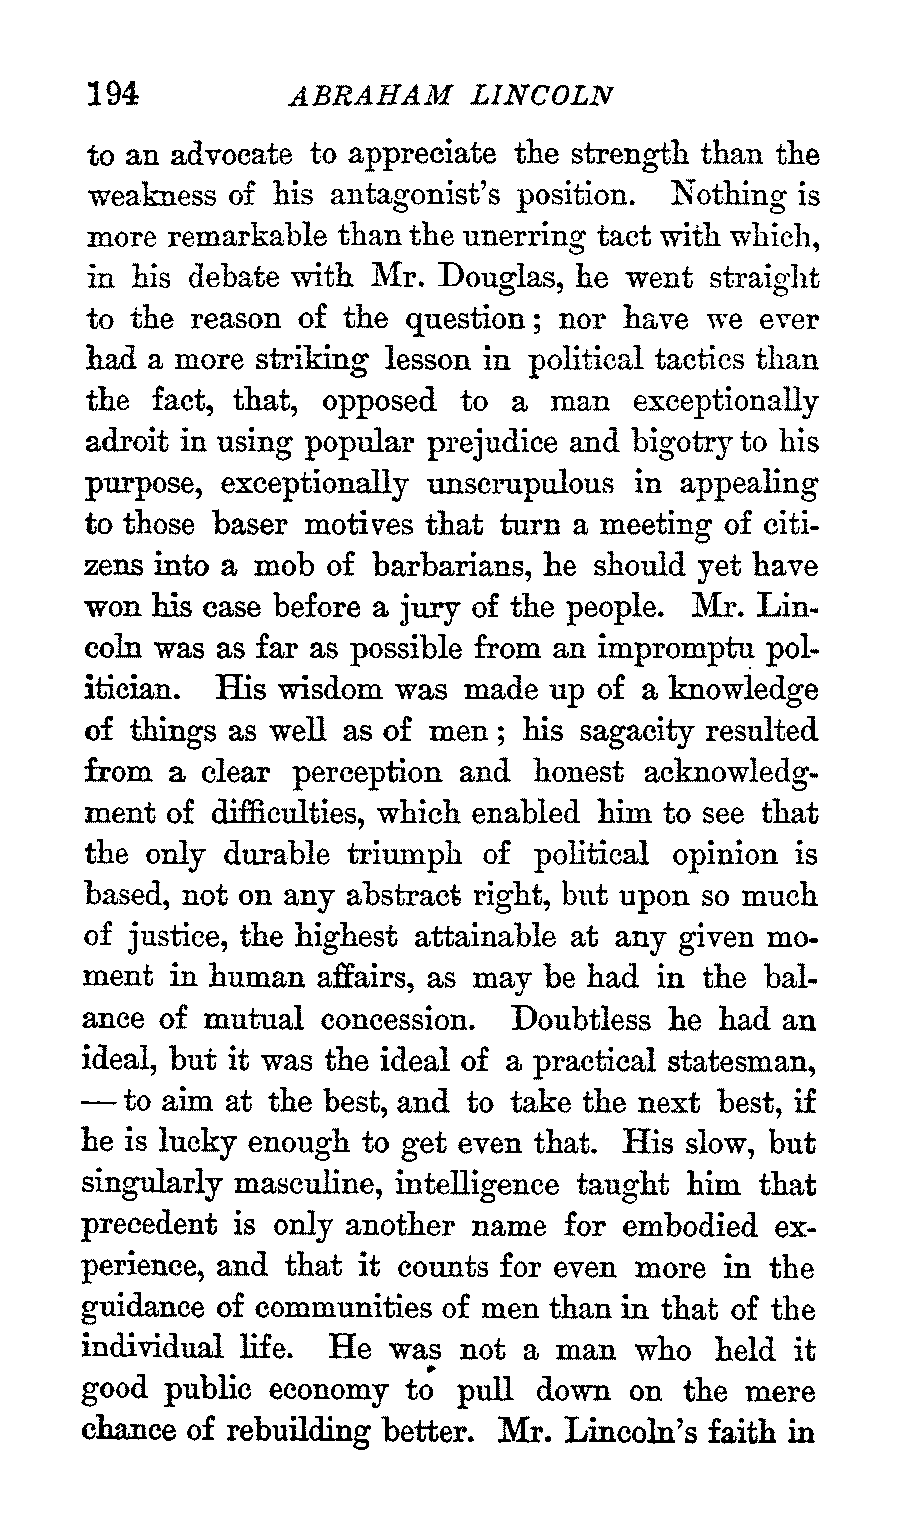 194 ABRAHAM LINCOLN
to an advocate to appreciate the strength than the
weakness of his antagonist's position. Nothing is
more remarkable than the unerring tact with which,
in his debate with Mr. Douglas, he went straight
to the reason of the question; nor have we ever
had a more striking lesson in political tactics than
the fact, that, opposed to a man exceptionally
adroit in using popular prejudice and bigotry to his
purpose, exceptionally unscrupulous in appealing
to those baser motives that turn a meeting of citi-
zens into a mob of barbarians, he should yet have
won his case before a jury of the people. Mr. Lin-
coln was as far as possible from an impromptu pol-
itician. His wisdom was made up of a knowledge
of things as well as of men; his sagacity resulted
from a clear perception and honest acknowledg-
ment of difficulties, which enabled him to see that
the only durable triumph of political opinion is
based, not on any abstract right, but upon so much
of justice, the highest attainable at any given mo-
ment in human affairs, as may be had in the bal-
ance of mutual concession. Doubtless he had an
ideal, but it was the ideal of a practical statesman,
—to aim at the best, and to take the next best, if
he is lucky enough to get even that. His slow, but
singularly masculine, intelligence taught him that
precedent is only another name for embodied ex-
perience, and that it counts for even more in the
guidance of communities of men than in that of the
individual life. He was not a man who held it
good public economy to pull down on the mere
chance of rebuilding better. Mr. Lincoln's faith in